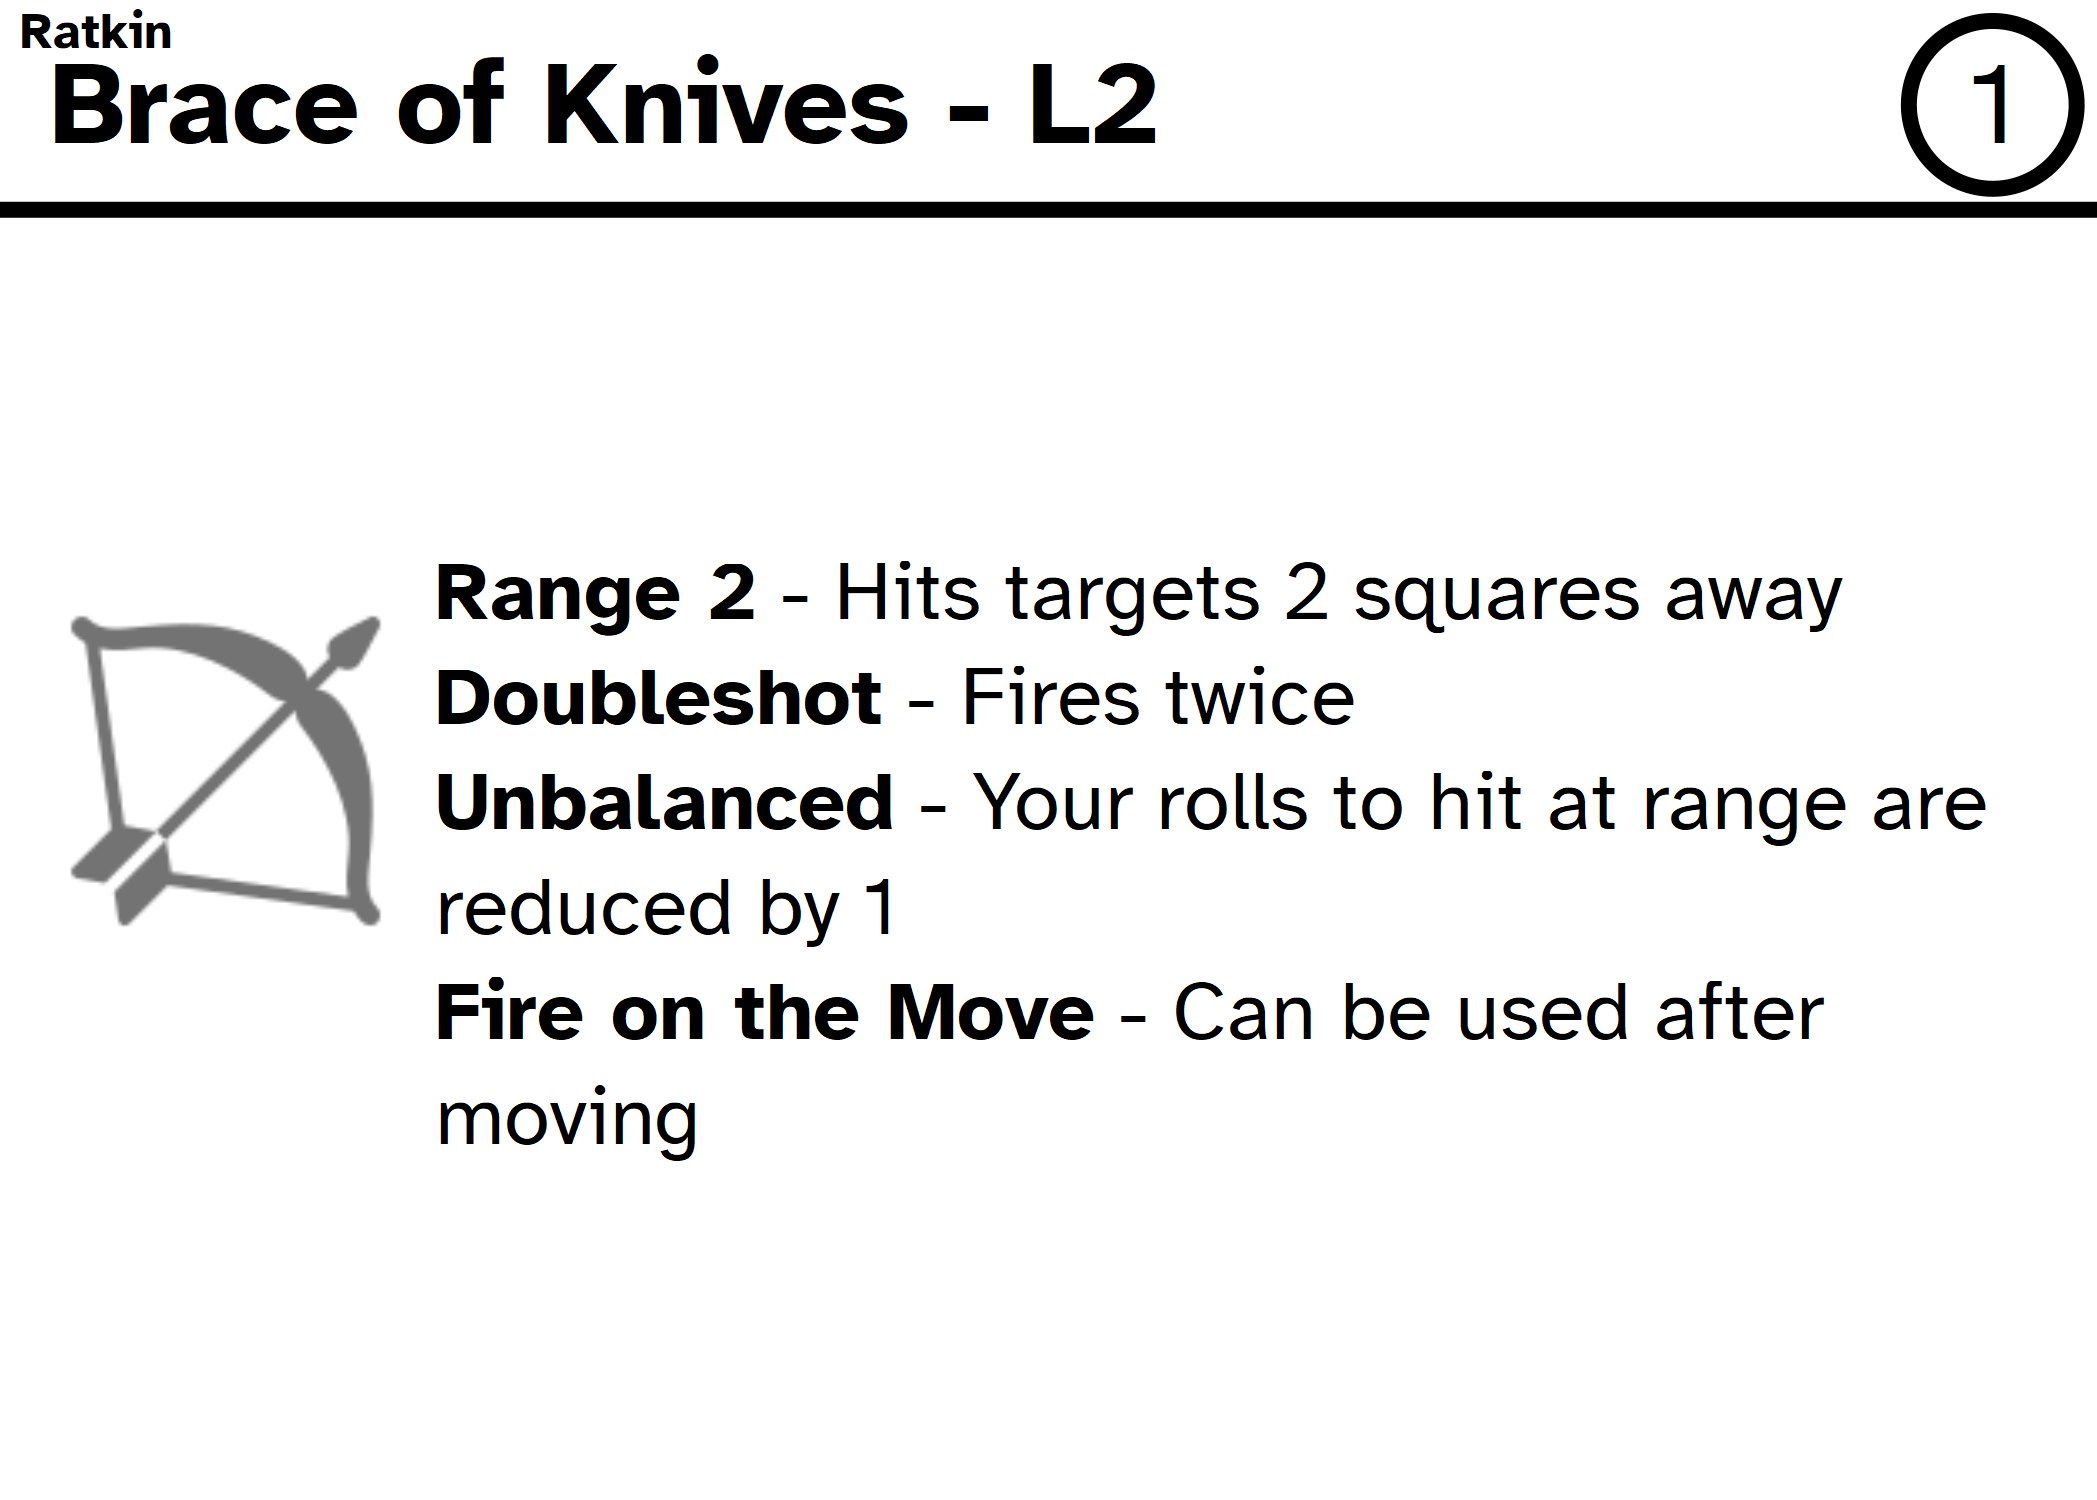 Ratkin
Brace of Knives - L2
1
Range 2 - Hits targets 2 squares away
Doubleshot - Fires twice
Unbalanced - Your rolls to hit at range are
reduced by 1
Fire on the Move - Can be used after
moving